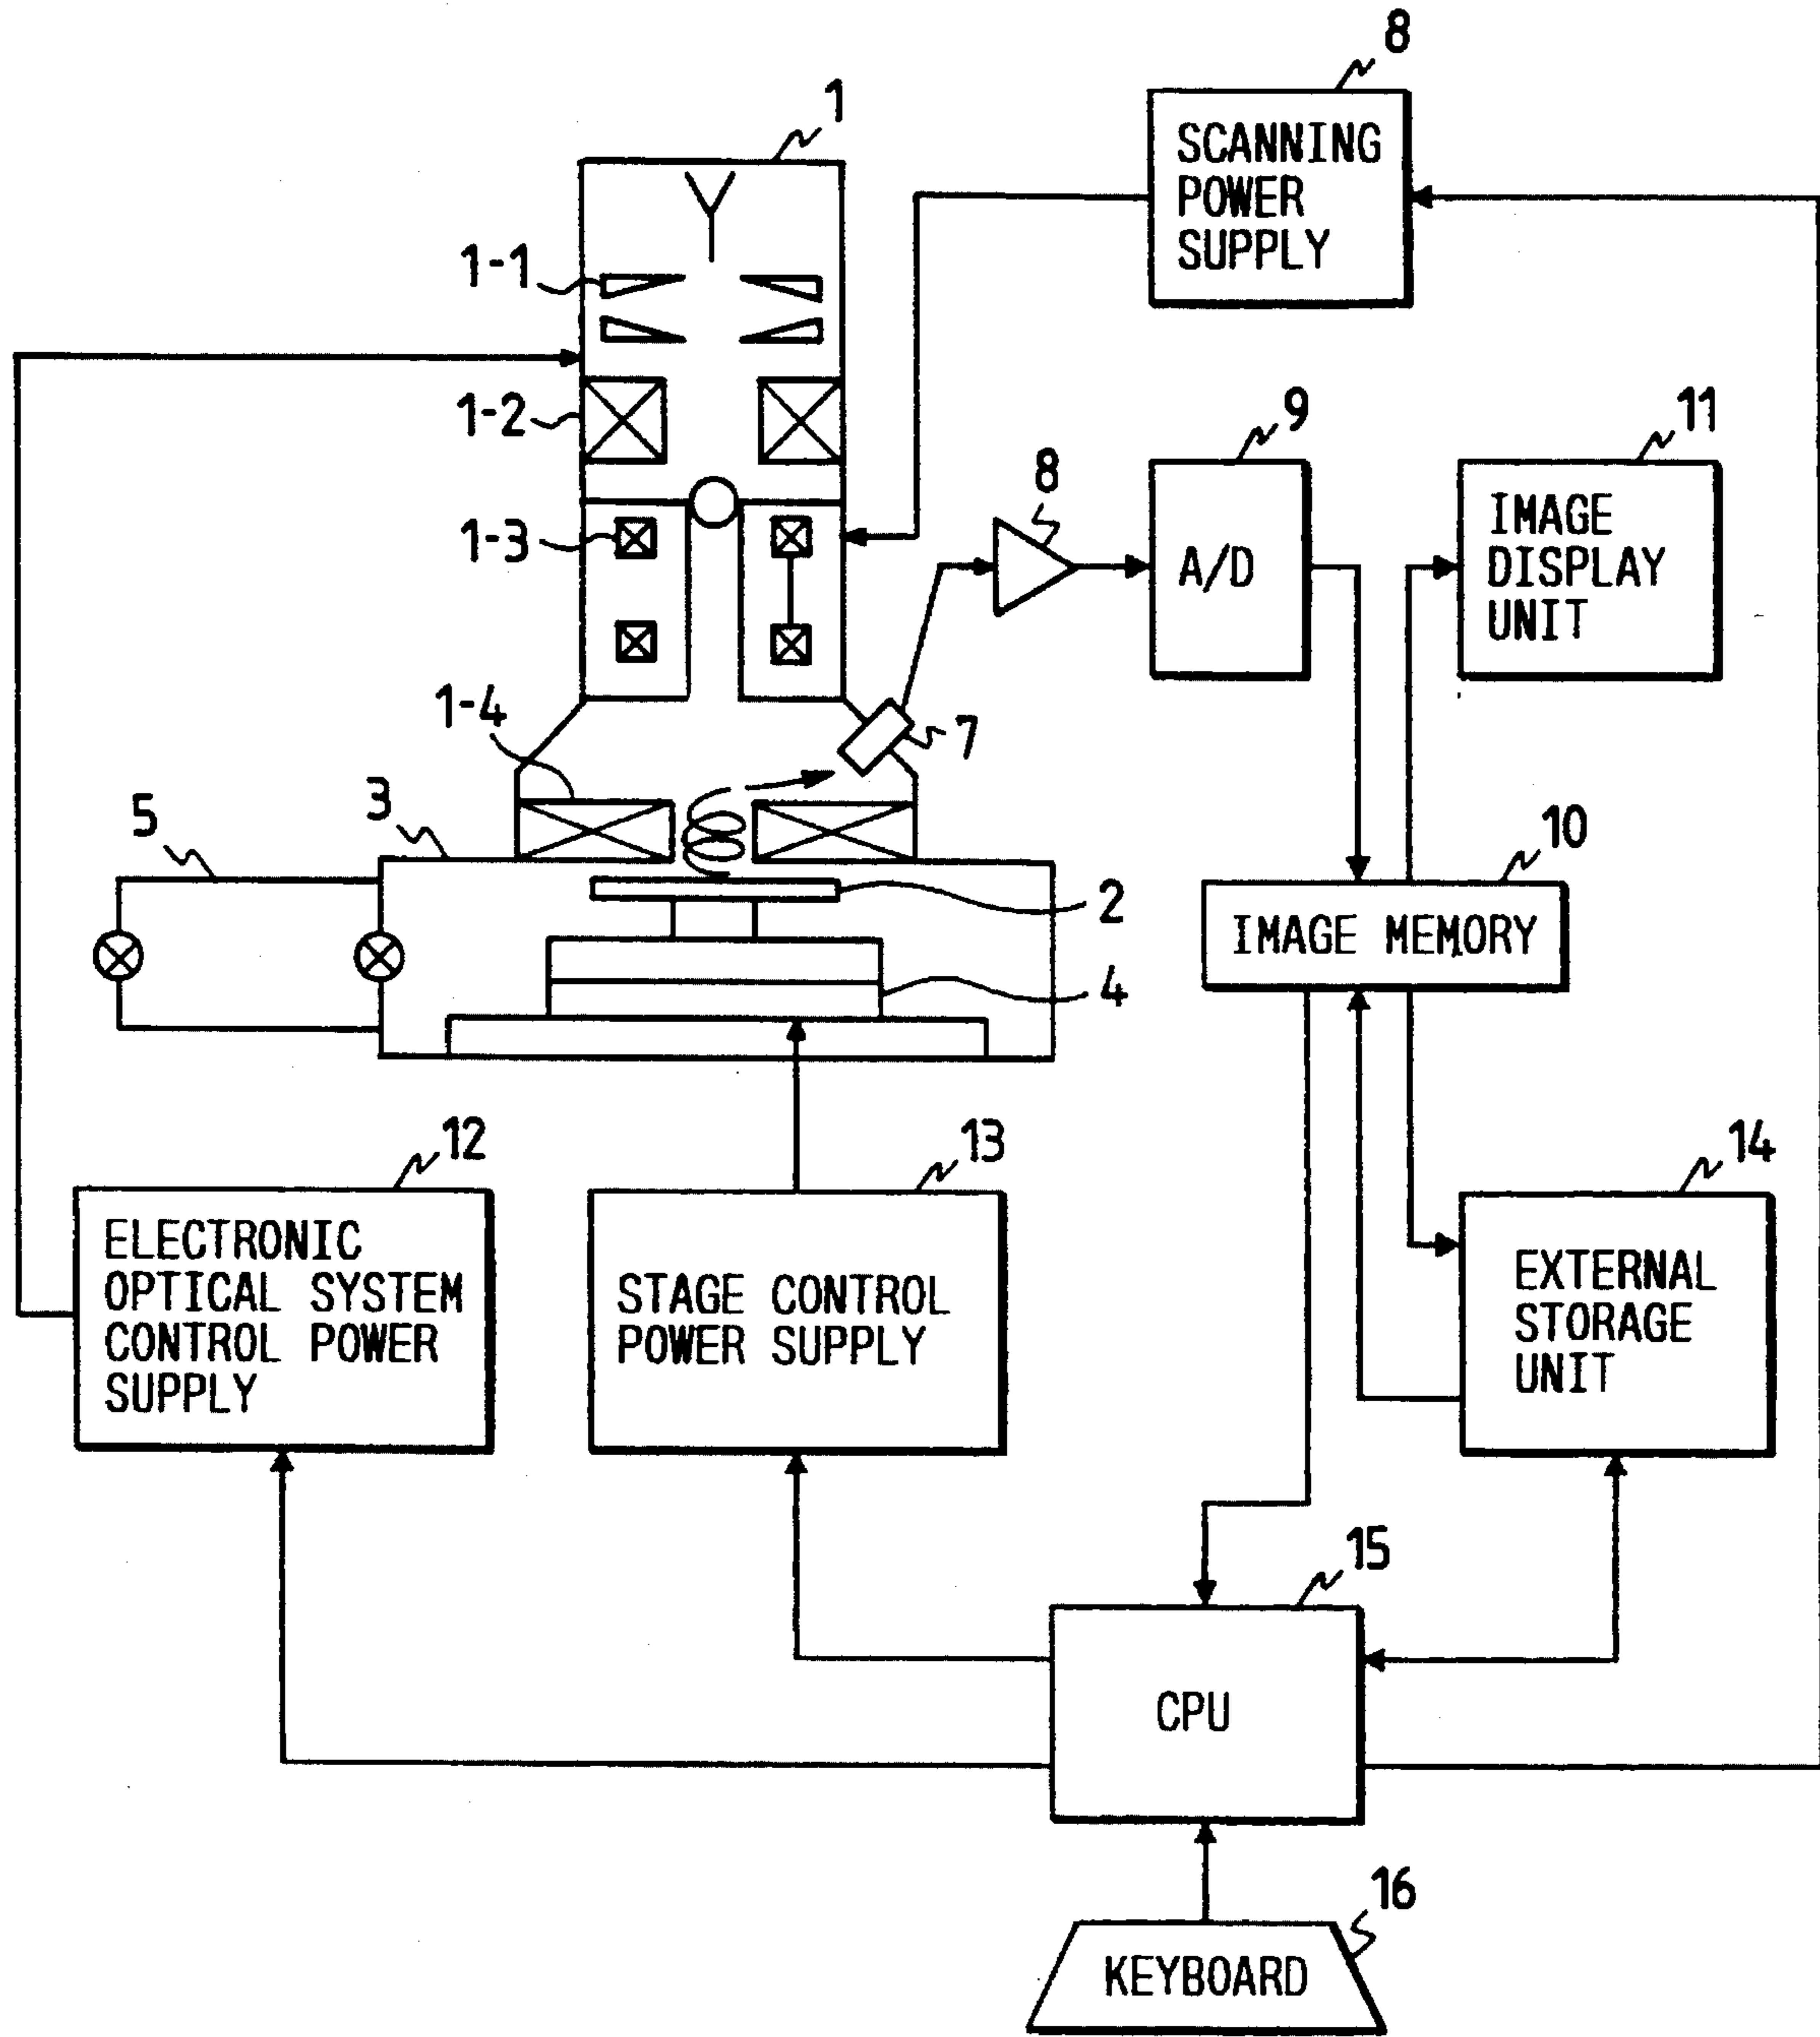 8
SCANNING
POWER
SUPPLY
1
1-1
1-2
1-3
1-4
8
9
A/D
11
IMAGE
DISPLAY
UNIT
7
5
3
2
4
10
IMAGE MEMORY
12
ELECTRONIC
OPTICAL SYSTEM
CONTROL POWER
SUPPLY
13
STAGE CONTROL
POWER SUPPLY
14
EXTERNAL
STORAGE
UNIT
15
CPU
16
KEYBOARD